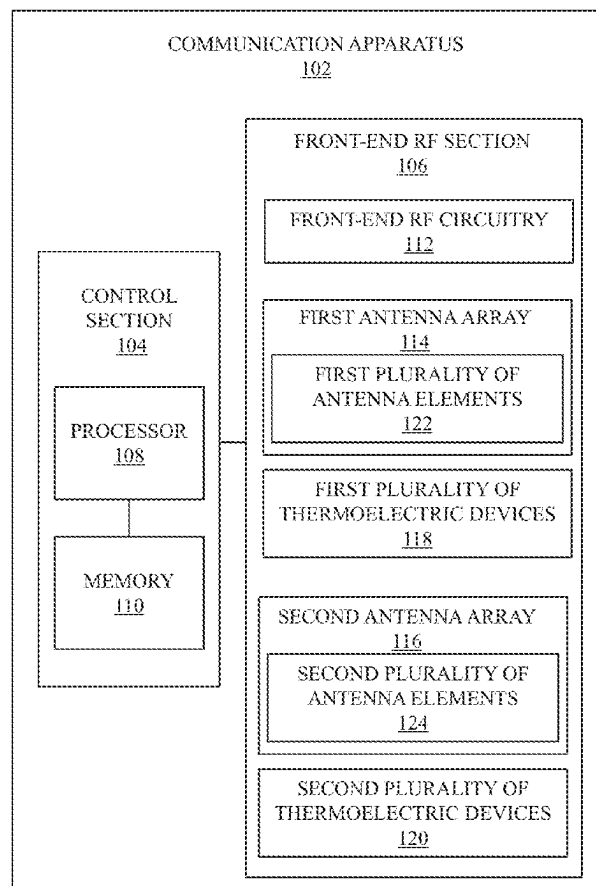 COMMUNICATION APPARATUS
102
FRONT-END RF SECTION
106
FRONT-END RF CIRCUITRY
112
CONTROL
SECTION
104
PROCESSOR
108
MEMORY
110
FIRST ANTENNA ARRAY
114
FIRST PLURALITY OF
ANTENNA ELEMENTS
122
FIRST PLURALITY OF
THERMOELECTRIC DEVICES
118
SECOND ANTENNA ARRAY
116
SECOND PLURALITY OF
ANTENNA ELEMENTS
124
SECOND PLURALITY OF
THERMOELECTRIC DEVICES
120